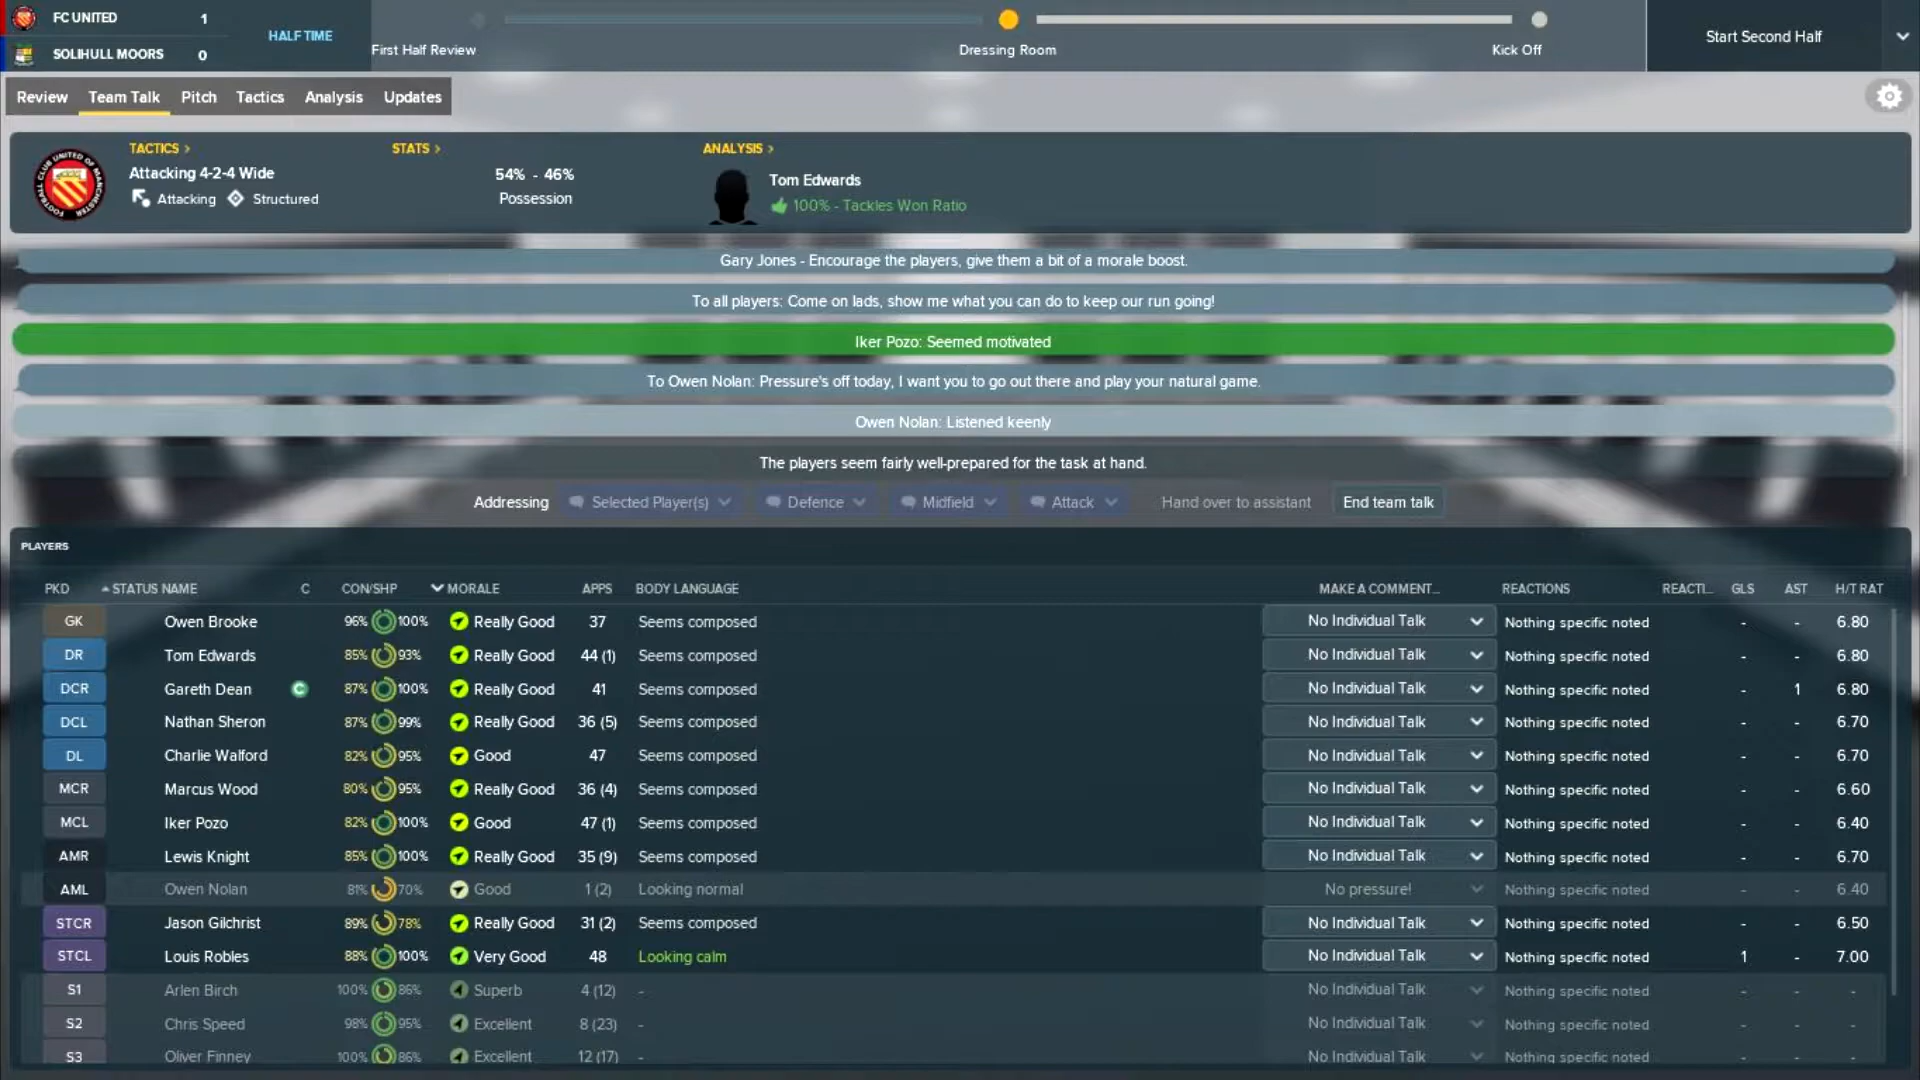 FC UNITED 1
SOLIHULL MOORS 0
HALF TIME
First Half Review
Dressing Room
Kick Off
Start Second Half
Review Team Talk Pitch Tactics Analysis Updates
TACTICS >
Attacking 4-2-4 Wide
Attacking Structured
STATS >
54% - 46%
Possession
ANALYSIS >
Tom Edwards
100% - Tackles Won Ratio
Gary Jones - Encourage the players, give them a bit of a morale boost.
To all players: Come on lads, show me what you can do to keep our run going!
Iker Pozo: Seemed motivated
To Owen Nolan: Pressure's off today, I want you to go out there and play your natural game.
Owen Nolan: Listened keenly
The players seem fairly well-prepared for the task at hand.
Addressing Selected Player(s) Defence Midfield Attack Hand over to assistant End team talk
PLAYERS
PKD STATUS NAME C CON/SHP MORALE APPS BODY LANGUAGE MAKE A COMMENT... REACTIONS REACTI... GLS AST H/T RAT
GK Owen Brooke 96% 100% Really Good 37 Seems composed No Individual Talk Nothing specific noted - - 6.80
DR Tom Edwards 85% 93% Really Good 44 (1) Seems composed No Individual Talk Nothing specific noted - - 6.80
DCR Gareth Dean C 87% 100% Really Good 41 Seems composed No Individual Talk Nothing specific noted - 1 6.80
DCL Nathan Sheron 87% 99% Really Good 36 (5) Seems composed No Individual Talk Nothing specific noted - - 6.70
DL Charlie Walford 82% 95% Good 47 Seems composed No Individual Talk Nothing specific noted - - 6.70
MCR Marcus Wood 80% 95% Really Good 36 (4) Seems composed No Individual Talk Nothing specific noted - - 6.60
MCL Iker Pozo 82% 100% Good 47 (1) Seems composed No Individual Talk Nothing specific noted - - 6.40
AMR Lewis Knight 85% 100% Really Good 35 (9) Seems composed No Individual Talk Nothing specific noted - - 6.70
AML Owen Nolan 81% 70% Good 1 (2) Looking normal No pressure! Nothing specific noted - - 6.40
STCR Jason Gilchrist 89% 78% Really Good 31 (2) Seems composed No Individual Talk Nothing specific noted - - 6.50
STCL Louis Robles 88% 100% Very Good 48 Looking calm No Individual Talk Nothing specific noted 1 - 7.00
S1 Arlen Birch 100% 86% Superb 4 (12) - No Individual Talk Nothing specific noted - - -
S2 Chris Speed 98% 95% Excellent 8 (23) - No Individual Talk Nothing specific noted - - -
S3 Oliver Finney 100% 86% Excellent 12 (17) - No Individual Talk Nothing specific noted - - -